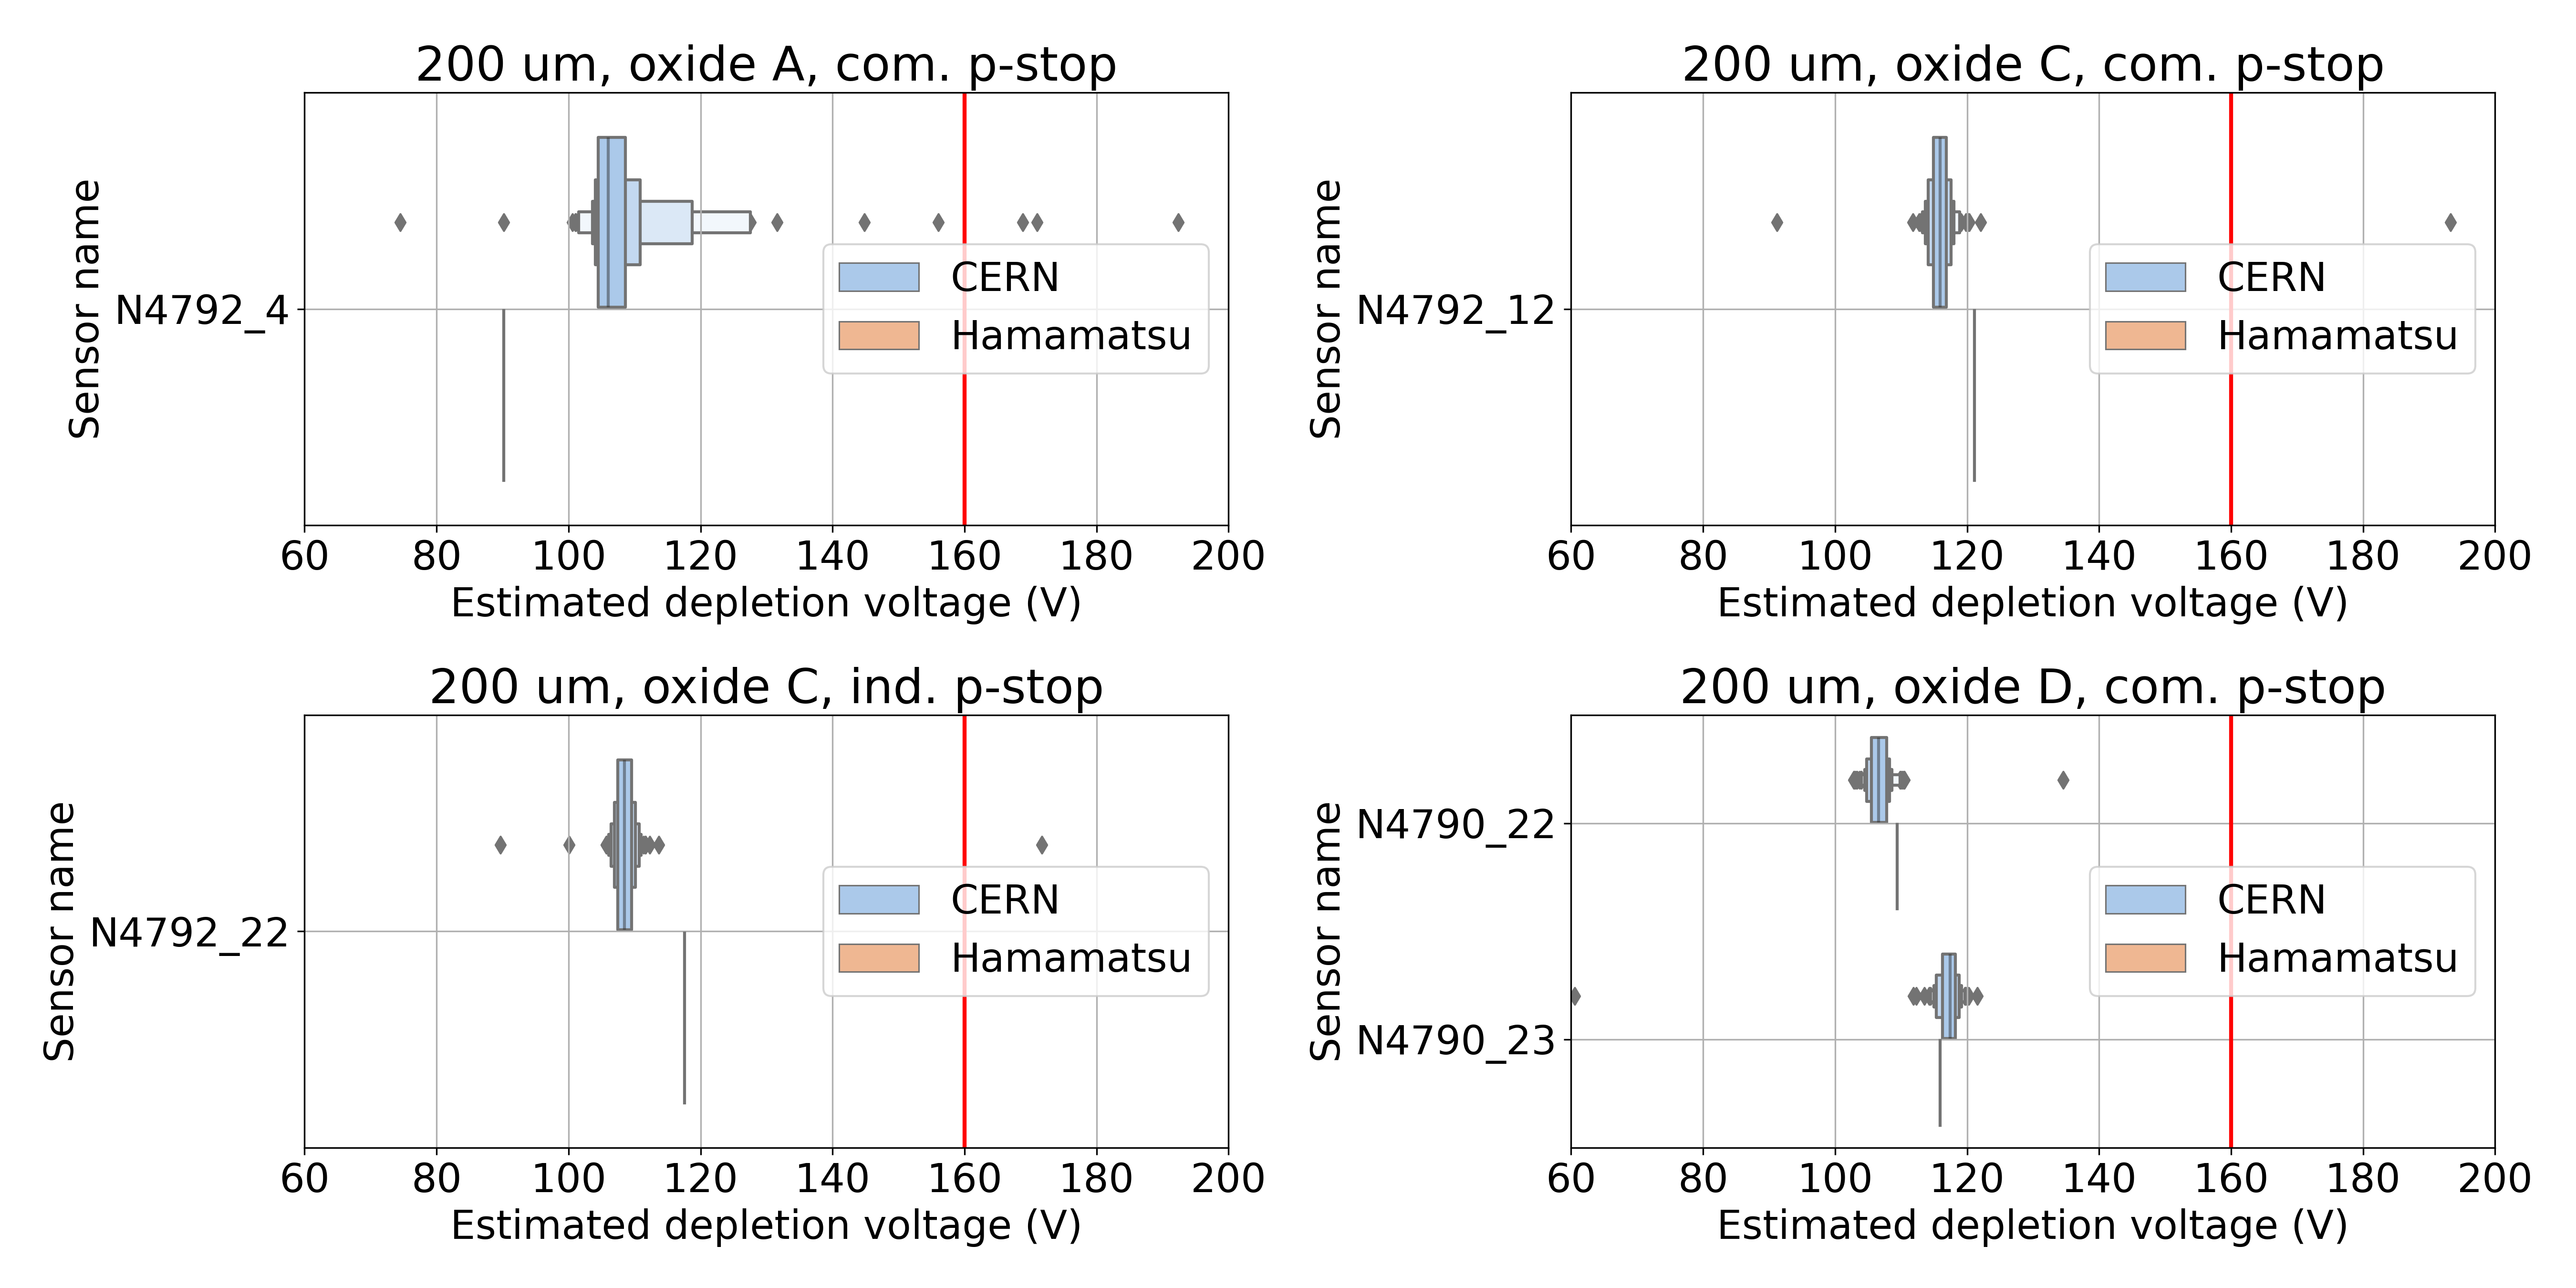 200 um, oxide A, com. p-stop
Sensor name
N4792_4
CERN
Hamamatsu
60 80 100 120 140 160 180 200
Estimated depletion voltage (V)
200 um, oxide C, com. p-stop
Sensor name
N4792_12
CERN
Hamamatsu
60 80 100 120 140 160 180 200
Estimated depletion voltage (V)
200 um, oxide C, ind. p-stop
Sensor name
N4792_22
CERN
Hamamatsu
60 80 100 120 140 160 180 200
Estimated depletion voltage (V)
200 um, oxide D, com. p-stop
Sensor name
N4790_22
N4790_23
CERN
Hamamatsu
60 80 100 120 140 160 180 200
Estimated depletion voltage (V)